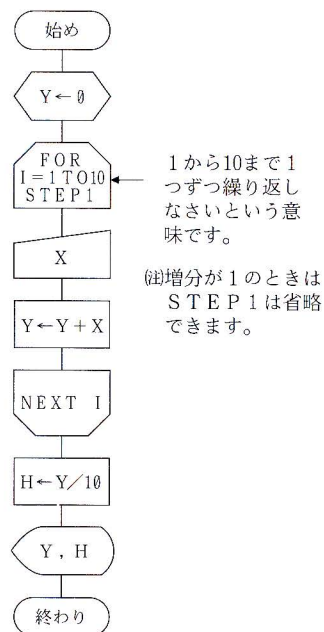 始め
Y←0
FOR
I=1 TO10
STEP1
1から10まで1
つずつ繰り返し
なさいという意
味です。
X
㊟増分が1のときは
STEP1は省略
できます。
Y←Y+X
NEXT I
H←Y/10
Y,H
終わり